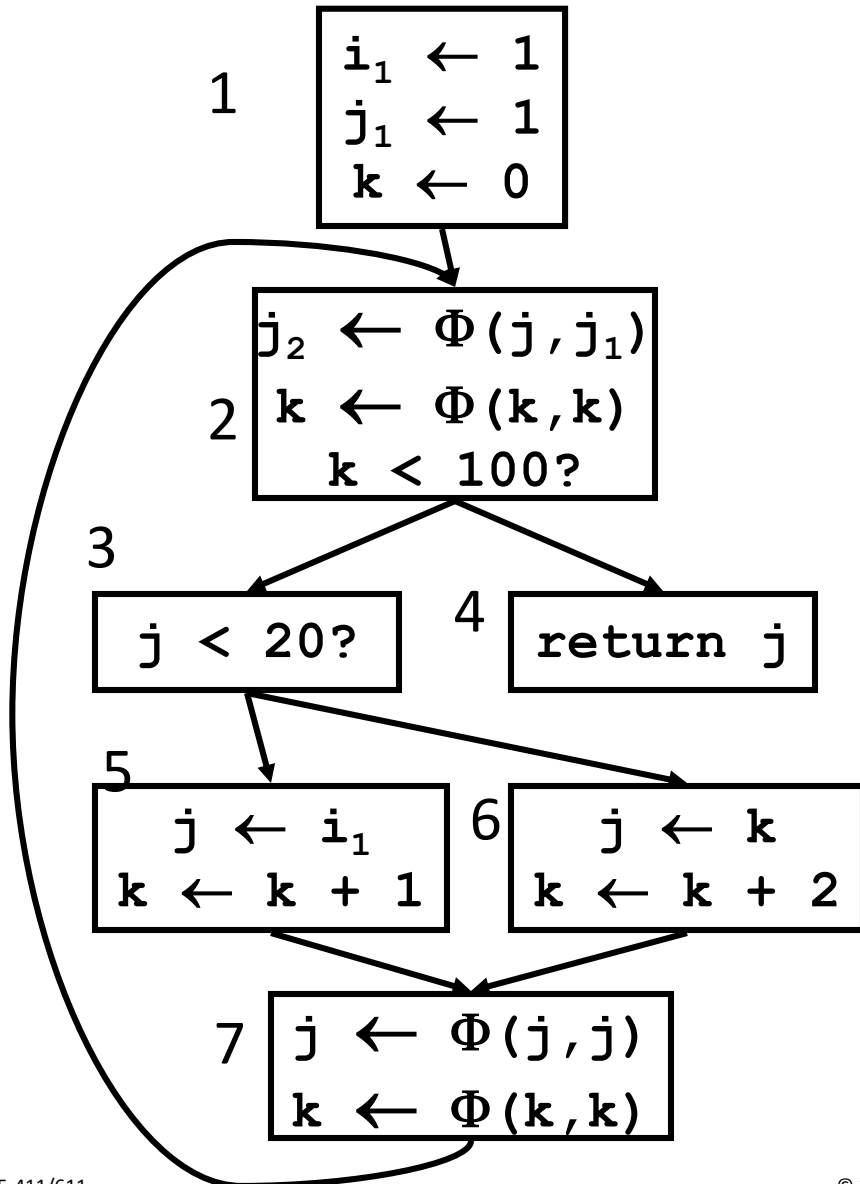 1
i₁ ← 1
j₁ ← 1
k ← 0
2
j₂ ← Φ(j,j₁)
k ← Φ(k,k)
k < 100?
3
j < 20?
4
return j
5
j ← i₁
k ← k + 1
6
j ← k
k ← k + 2
7
j ← Φ(j,j)
k ← Φ(k,k)
©